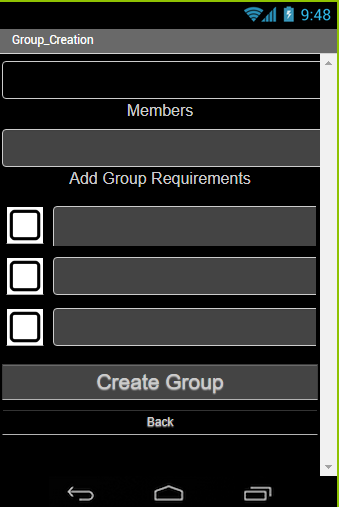 9:48
Group_Creation
Members
Add Group Requirements
Create Group
Back